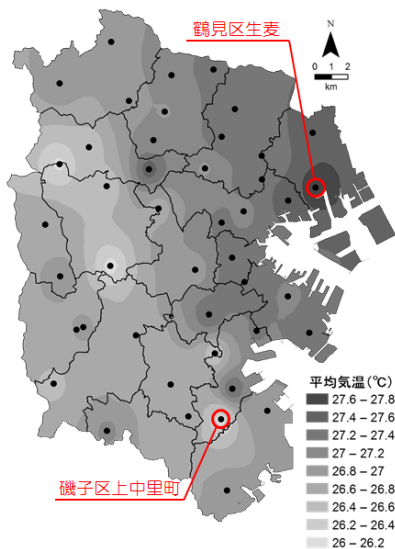 鶴見区生麦
N
0 1 2
km
平均気温(℃)
27.6 – 27.8
27.4 – 27.6
27.2 – 27.4
27 – 27.2
26.8 – 27
26.6 – 26.8
26.4 – 26.6
26.2 – 26.4
26 – 26.2
磯子区上中里町